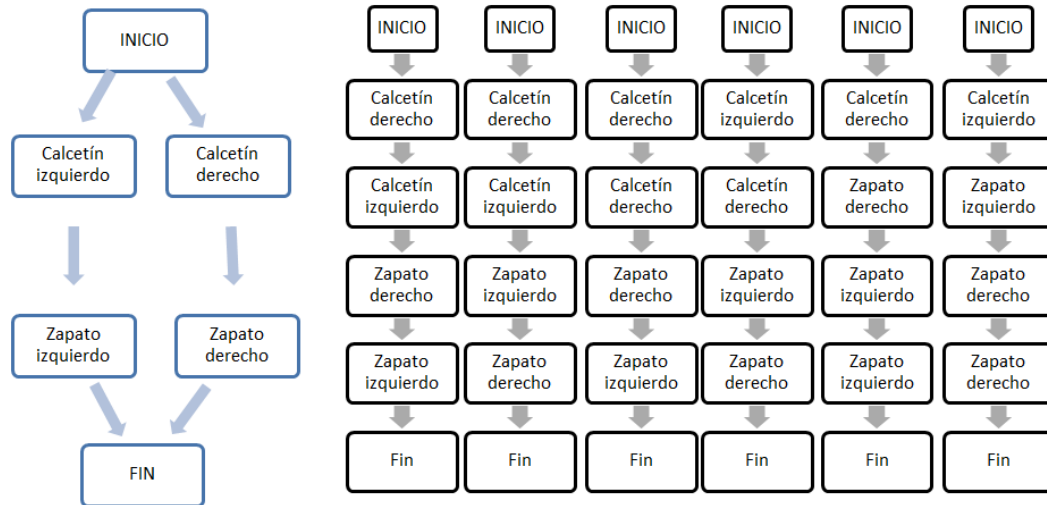 INICIO
Calcetín
izquierdo
Calcetín
derecho
Zapato
izquierdo
Zapato
derecho
FIN
INICIO
Calcetín
derecho
Calcetín
izquierdo
Zapato
derecho
Zapato
izquierdo
Fin
INICIO
Calcetín
derecho
Calcetín
izquierdo
Zapato
izquierdo
Zapato
derecho
Fin
INICIO
Calcetín
derecho
Calcetín
derecho
Zapato
derecho
Zapato
izquierdo
Fin
INICIO
Calcetín
izquierdo
Calcetín
derecho
Zapato
izquierdo
Zapato
derecho
Fin
INICIO
Calcetín
derecho
Zapato
derecho
Zapato
izquierdo
Zapato
izquierdo
Fin
INICIO
Calcetín
izquierdo
Zapato
izquierdo
Zapato
derecho
Zapato
derecho
Fin